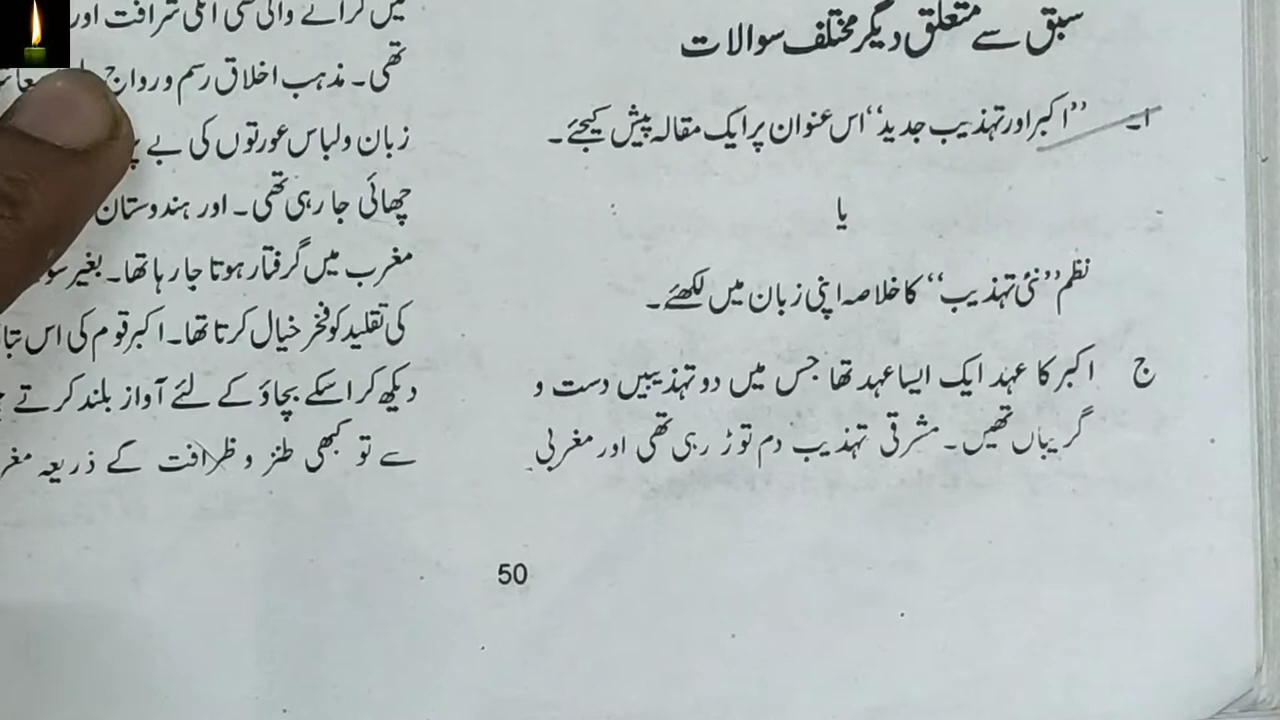 سبق سے متعلق دیگر مختلف سوالات
۱۔ ”اکبر اور تہذیب جدید“ اس عنوان پر ایک مقالہ پیش کیجئے۔
یا
نظم ”نئی تہذیب“ کا خلاصہ اپنی زبان میں لکھئے۔
ج اکبر کا عہد ایک ایسا عہد تھا جس میں دو تہذیبیں دست و
گریباں تھیں۔ مشرقی تہذیب دم توڑ رہی تھی اور مغربی
شرافت اور
تھی۔ مذہب اخلاق رسم و رواج
زبان و لباس عورتوں کی بے
چھائی جا رہی تھی۔ اور ہندوستان
مغرب میں گرفتار ہوتا جا رہا تھا۔ بغیر
کی تقلید کو فخر خیال کرتا تھا۔ اکبر قوم کی اس
دیکھ کر اسکے بچاؤ کے لئے آواز بلند کرتے
سے تو کبھی طنز و ظرافت کے ذریعہ
50